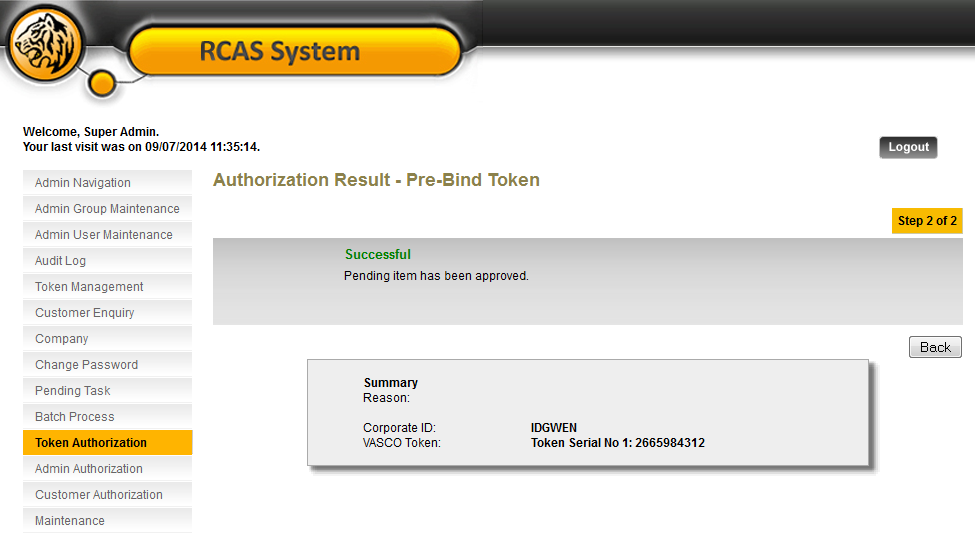 RCAS System
Welcome, Super Admin.
Your last visit was on 09/07/2014 11:35:14.
Logout
Admin Navigation
Admin Group Maintenance
Admin User Maintenance
Audit Log
Token Management
Customer Enquiry
Company
Change Password
Pending Task
Batch Process
Token Authorization
Admin Authorization
Customer Authorization
Maintenance
Authorization Result - Pre-Bind Token
Step 2 of 2
Successful
Pending item has been approved.
Back
Summary
Reason:
Corporate ID: IDGWEN
VASCO Token: Token Serial No 1: 2665984312